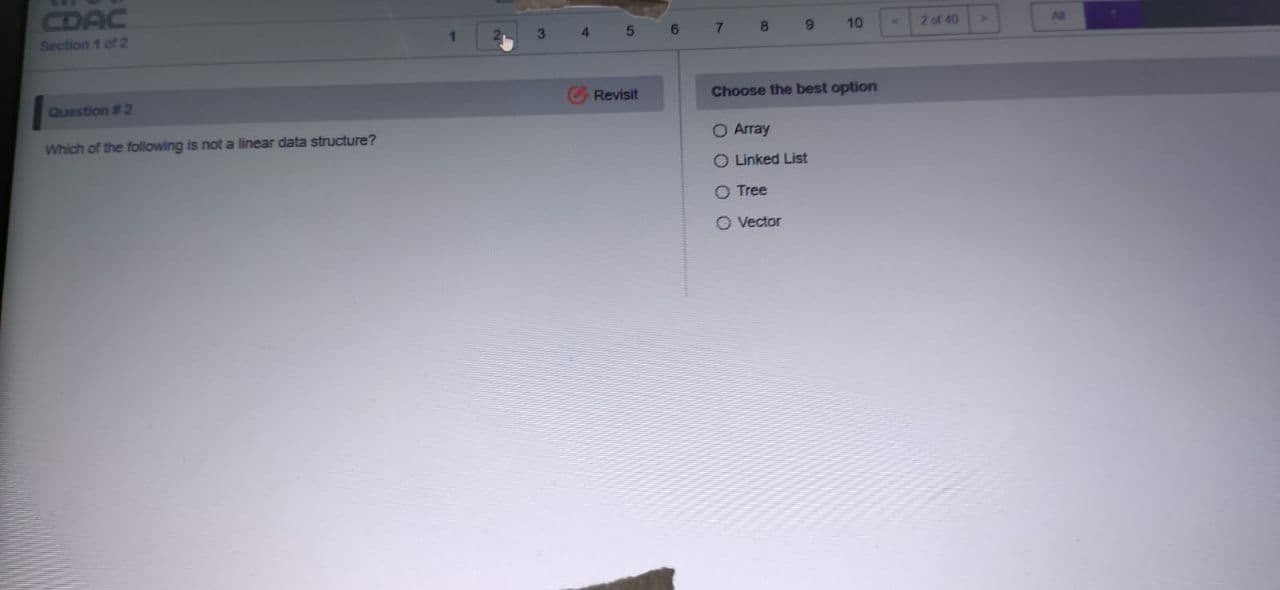 CDAC
Section 1 of 2
1 2 3 4 5 6 7 8 9 10 < 2 of 40 > All
Question #2
Revisit
Which of the following is not a linear data structure?
Choose the best option
Array
Linked List
Tree
Vector